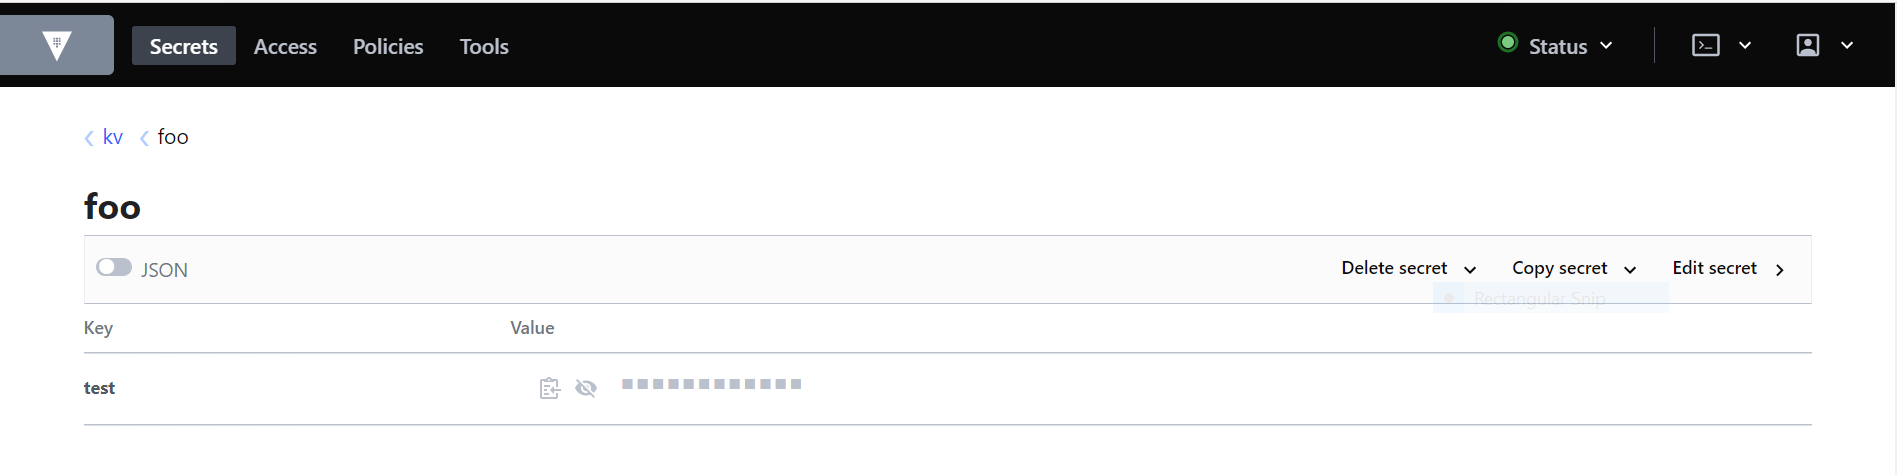 Secrets Access Policies Tools Status
kv foo
foo
JSON Delete secret Copy secret Edit secret
Rectangular Snip
Key Value
test